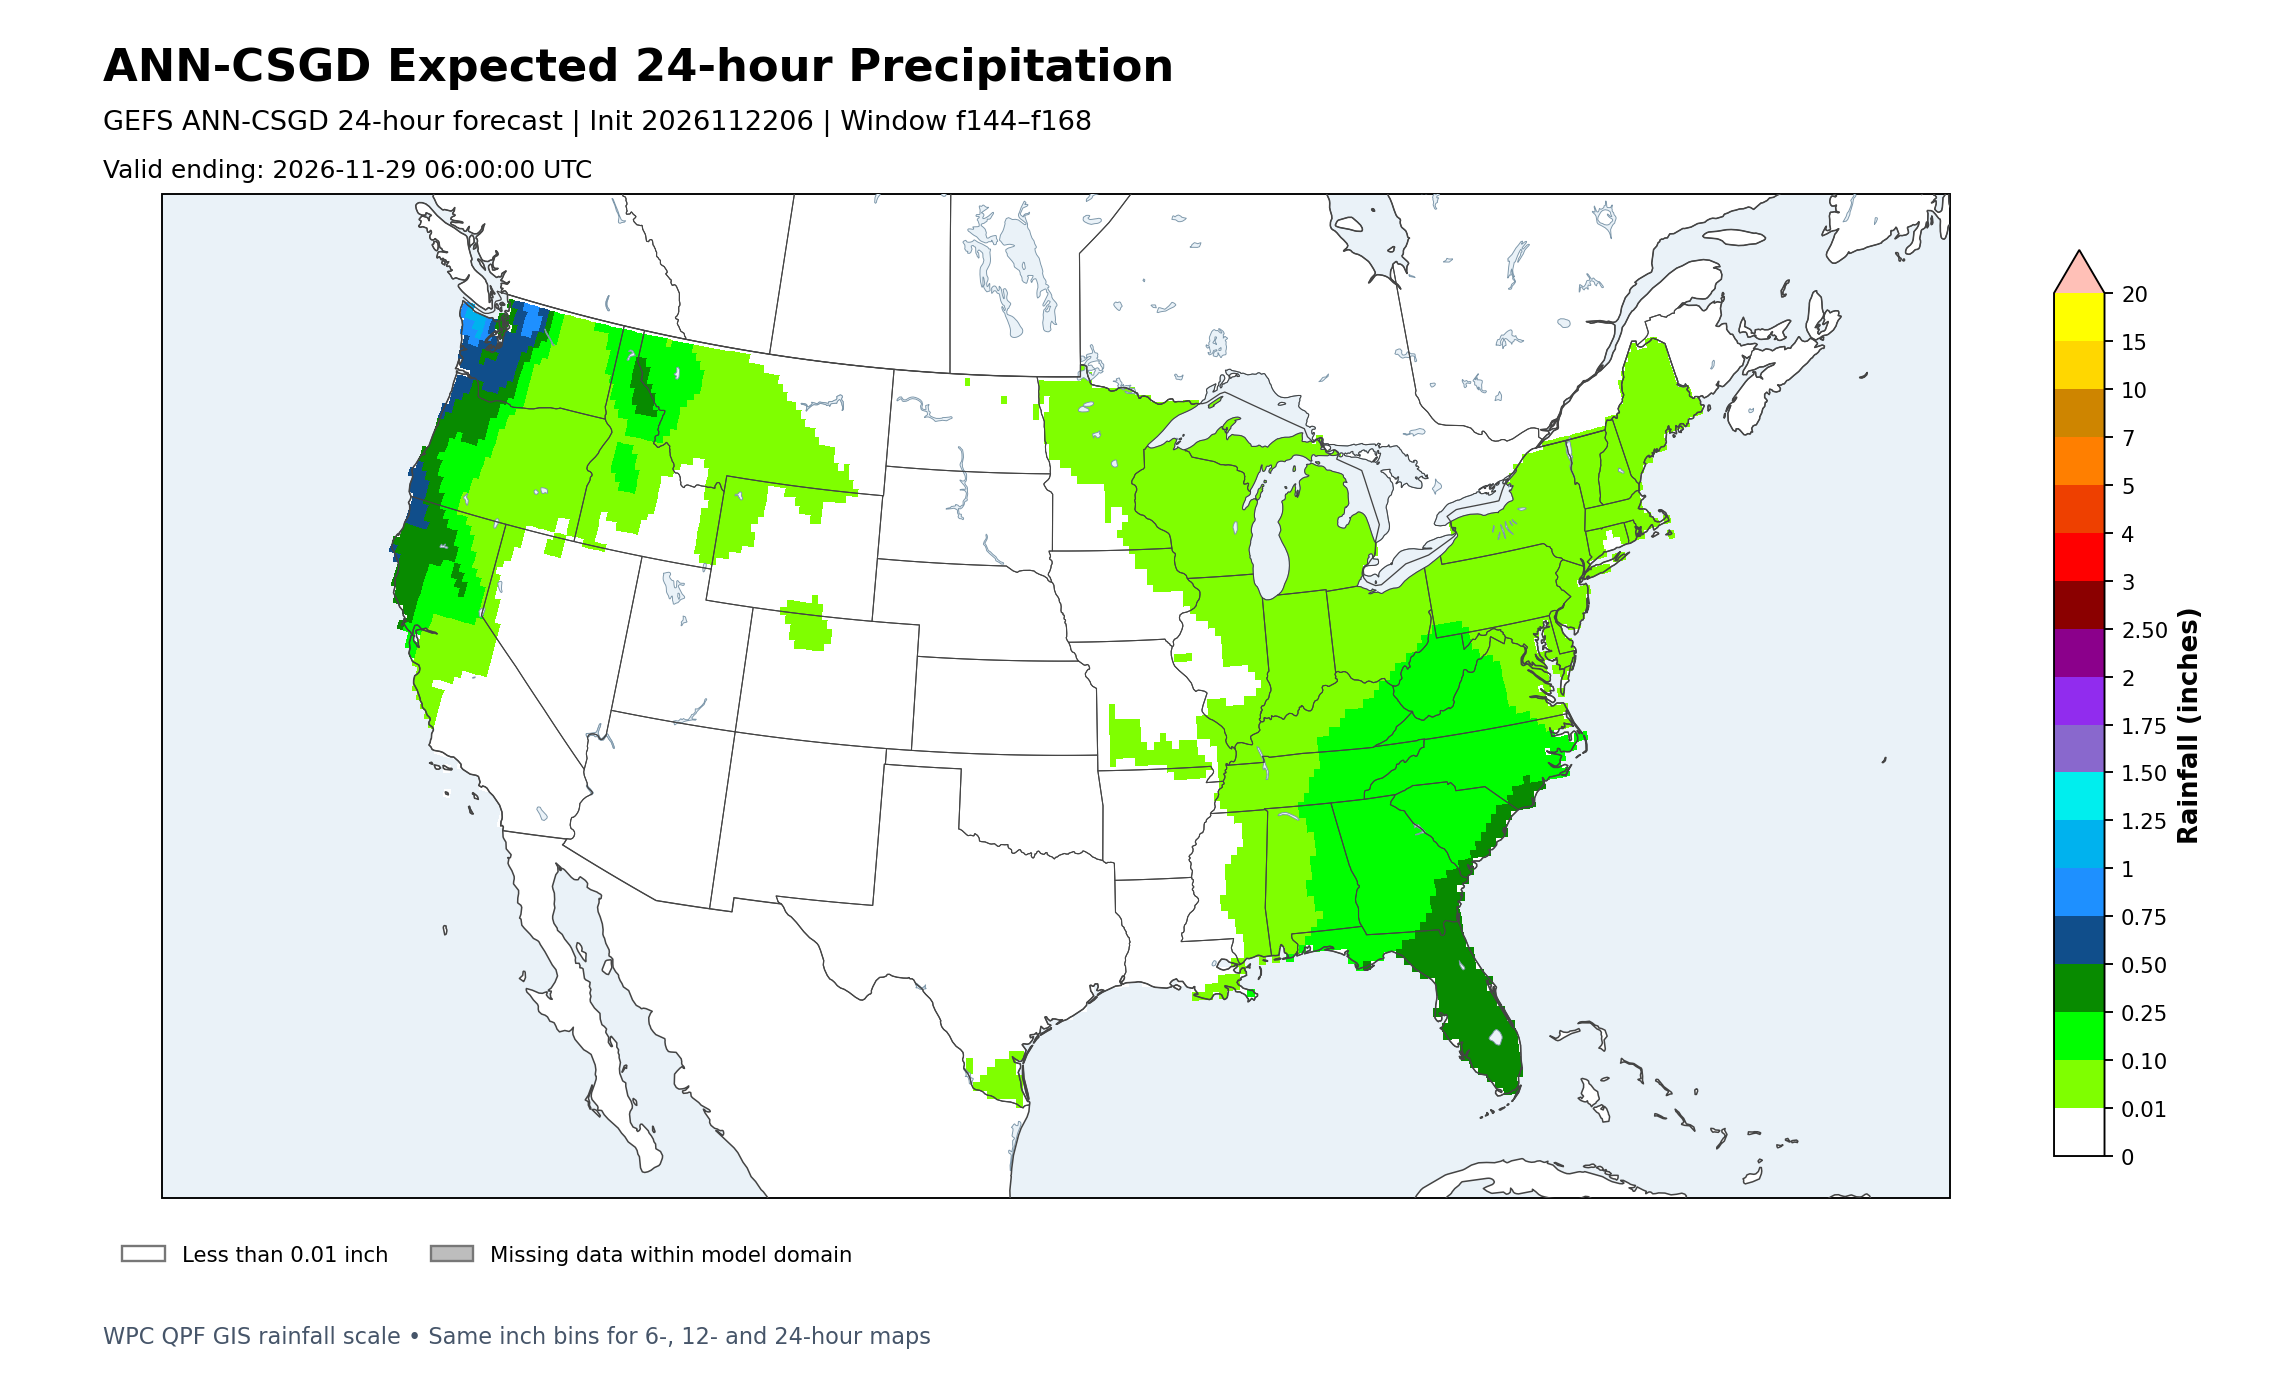 ANN-CSGD Expected 24-hour Precipitation
GEFS ANN-CSGD 24-hour forecast | Init 2026112206 | Window f144–f168
Valid ending: 2026-11-29 06:00:00 UTC
20
15
10
7
5
4
3
2.50
2
1.75
1.50
1.25
1
0.75
0.50
0.25
0.10
0.01
0
Rainfall (inches)
Less than 0.01 inch
Missing data within model domain
WPC QPF GIS rainfall scale • Same inch bins for 6-, 12- and 24-hour maps